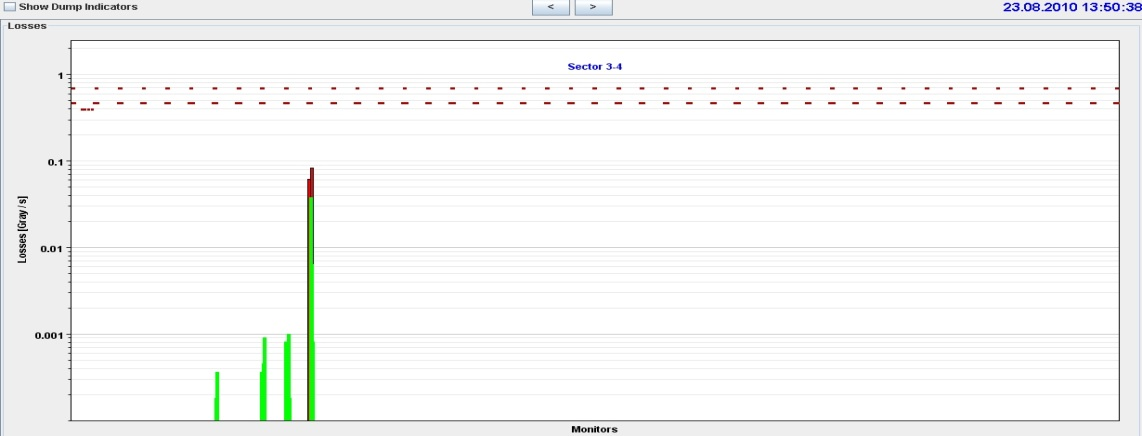 Show Dump Indicators
<
>
23.08.2010 13:50:38
Losses
Sector 3-4
1
0.1
0.01
0.001
Losses [Gray / s]
Monitors